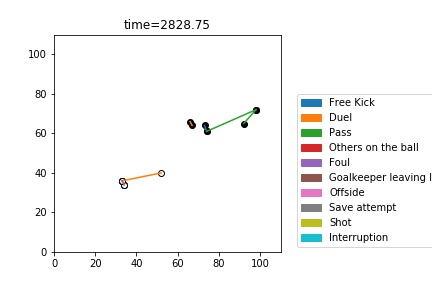 time=2828.75
100
80
60
40
20
0
0 20 40 60 80 100
Free Kick
Duel
Pass
Others on the ball
Foul
Goalkeeper leaving l
Offside
Save attempt
Shot
Interruption